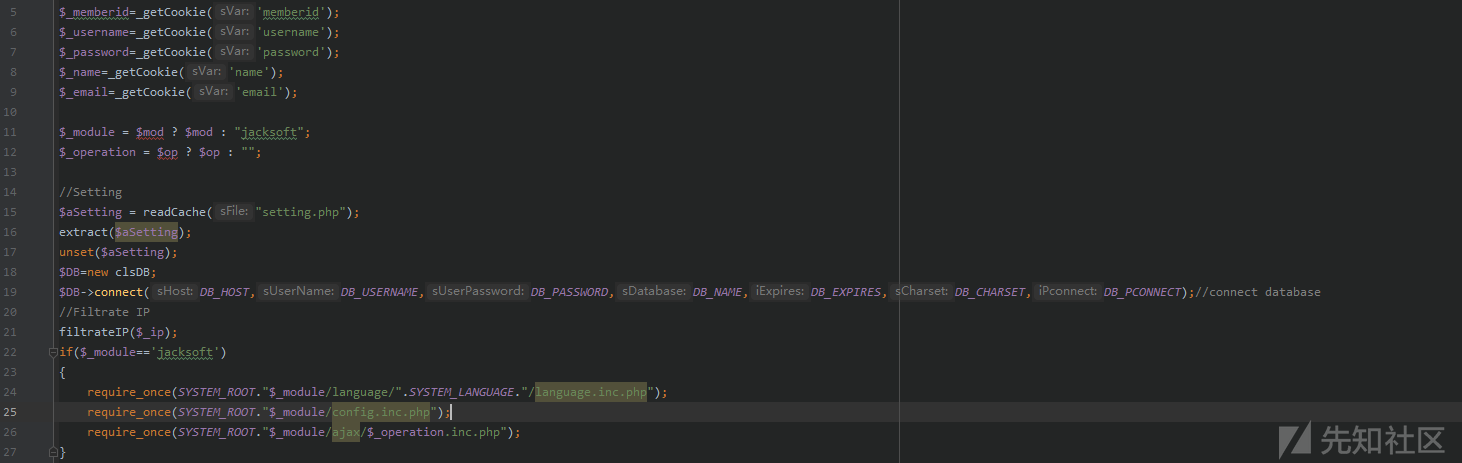 5 $_memberid=_getCookie( sVar: 'memberid');
6 $_username=_getCookie( sVar: 'username');
7 $_password=_getCookie( sVar: 'password');
8 $_name=_getCookie( sVar: 'name');
9 $_email=_getCookie( sVar: 'email');
10
11 $_module = $mod ? $mod : "jacksoft";
12 $_operation = $op ? $op : "";
13
14 //Setting
15 $aSetting = readCache( sFile: "setting.php");
16 extract($aSetting);
17 unset($aSetting);
18 $DB=new clsDB;
19 $DB->connect( sHost: DB_HOST, sUserName: DB_USERNAME, sUserPassword: DB_PASSWORD, sDatabase: DB_NAME, iExpires: DB_EXPIRES, sCharset: DB_CHARSET, iPconnect: DB_PCONNECT);//connect database
20 //Filtrate IP
21 filtrateIP($_ip);
22 if($_module=='jacksoft')
23 {
24 require_once(SYSTEM_ROOT."$_module/language/".SYSTEM_LANGUAGE."/language.inc.php");
25 require_once(SYSTEM_ROOT."$_module/config.inc.php");
26 require_once(SYSTEM_ROOT."$_module/ajax/$_operation.inc.php");
27 }
先知社区